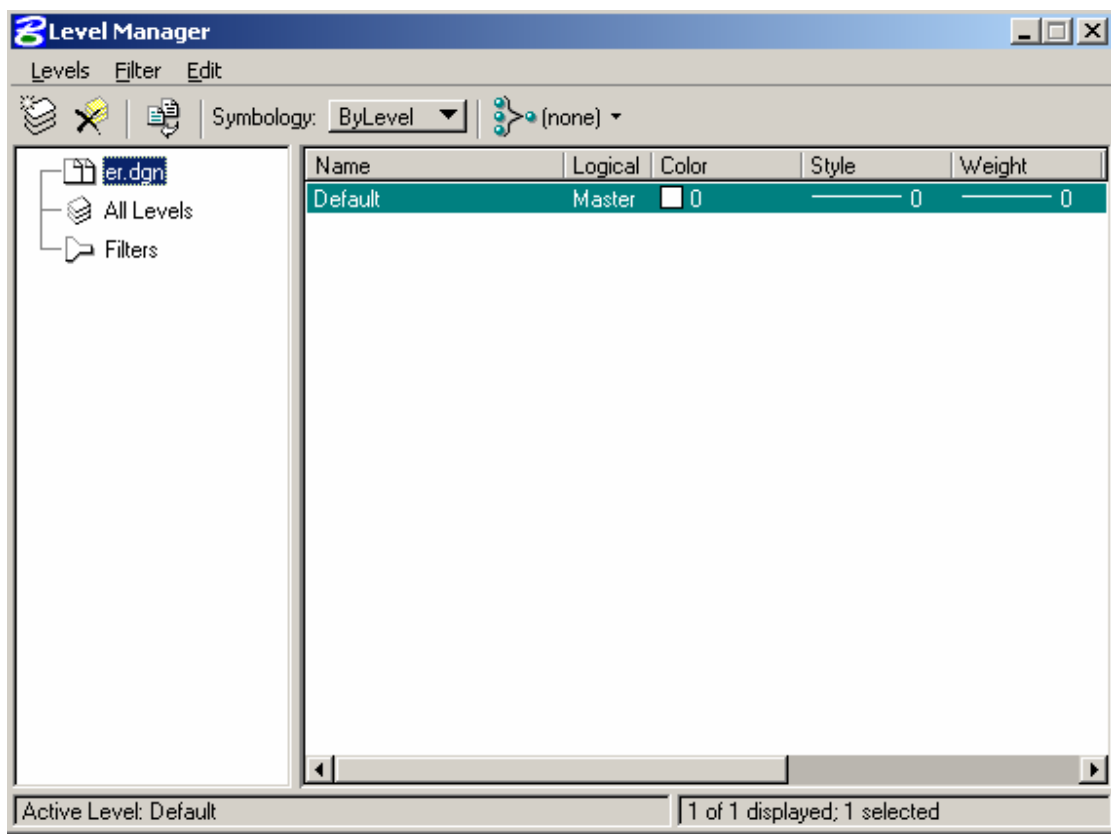 Level Manager
Levels Filter Edit
Symbology: ByLevel (none)
er.dgn
All Levels
Filters
Name Logical Color Style Weight
Default Master 0 0 0
Active Level: Default 1 of 1 displayed; 1 selected